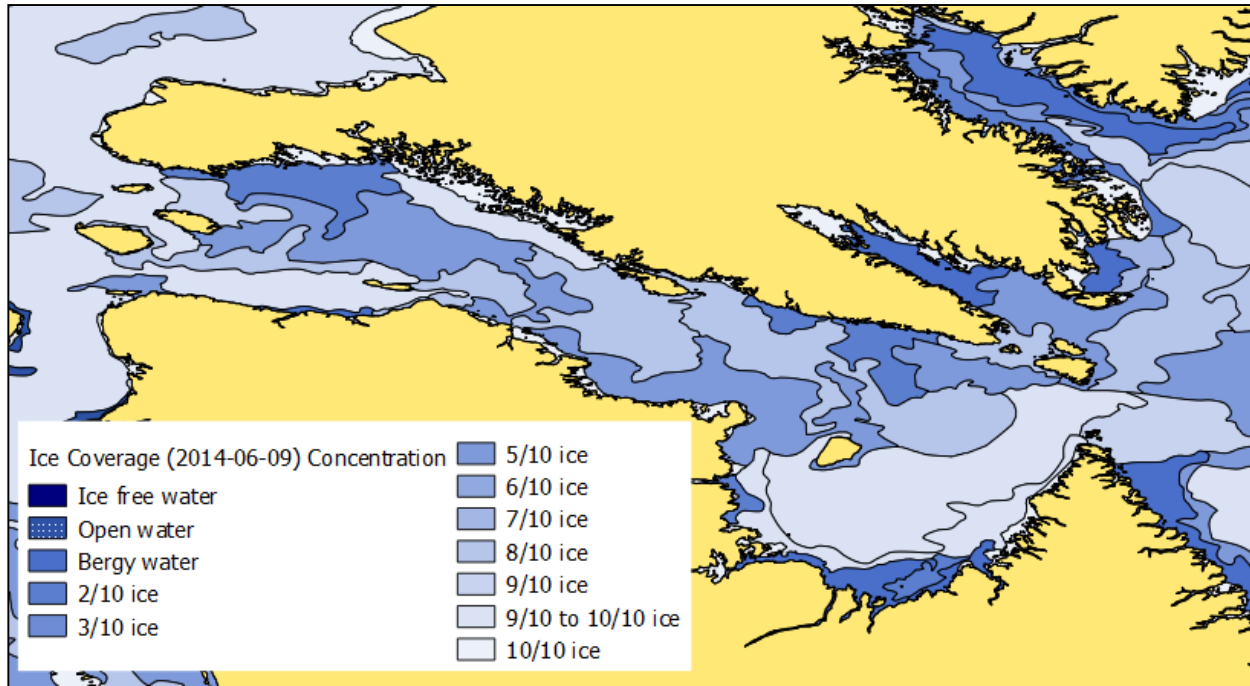 Ice Coverage (2014-06-09) Concentration
Ice free water
Open water
Bergy water
2/10 ice
3/10 ice
5/10 ice
6/10 ice
7/10 ice
8/10 ice
9/10 ice
9/10 to 10/10 ice
10/10 ice